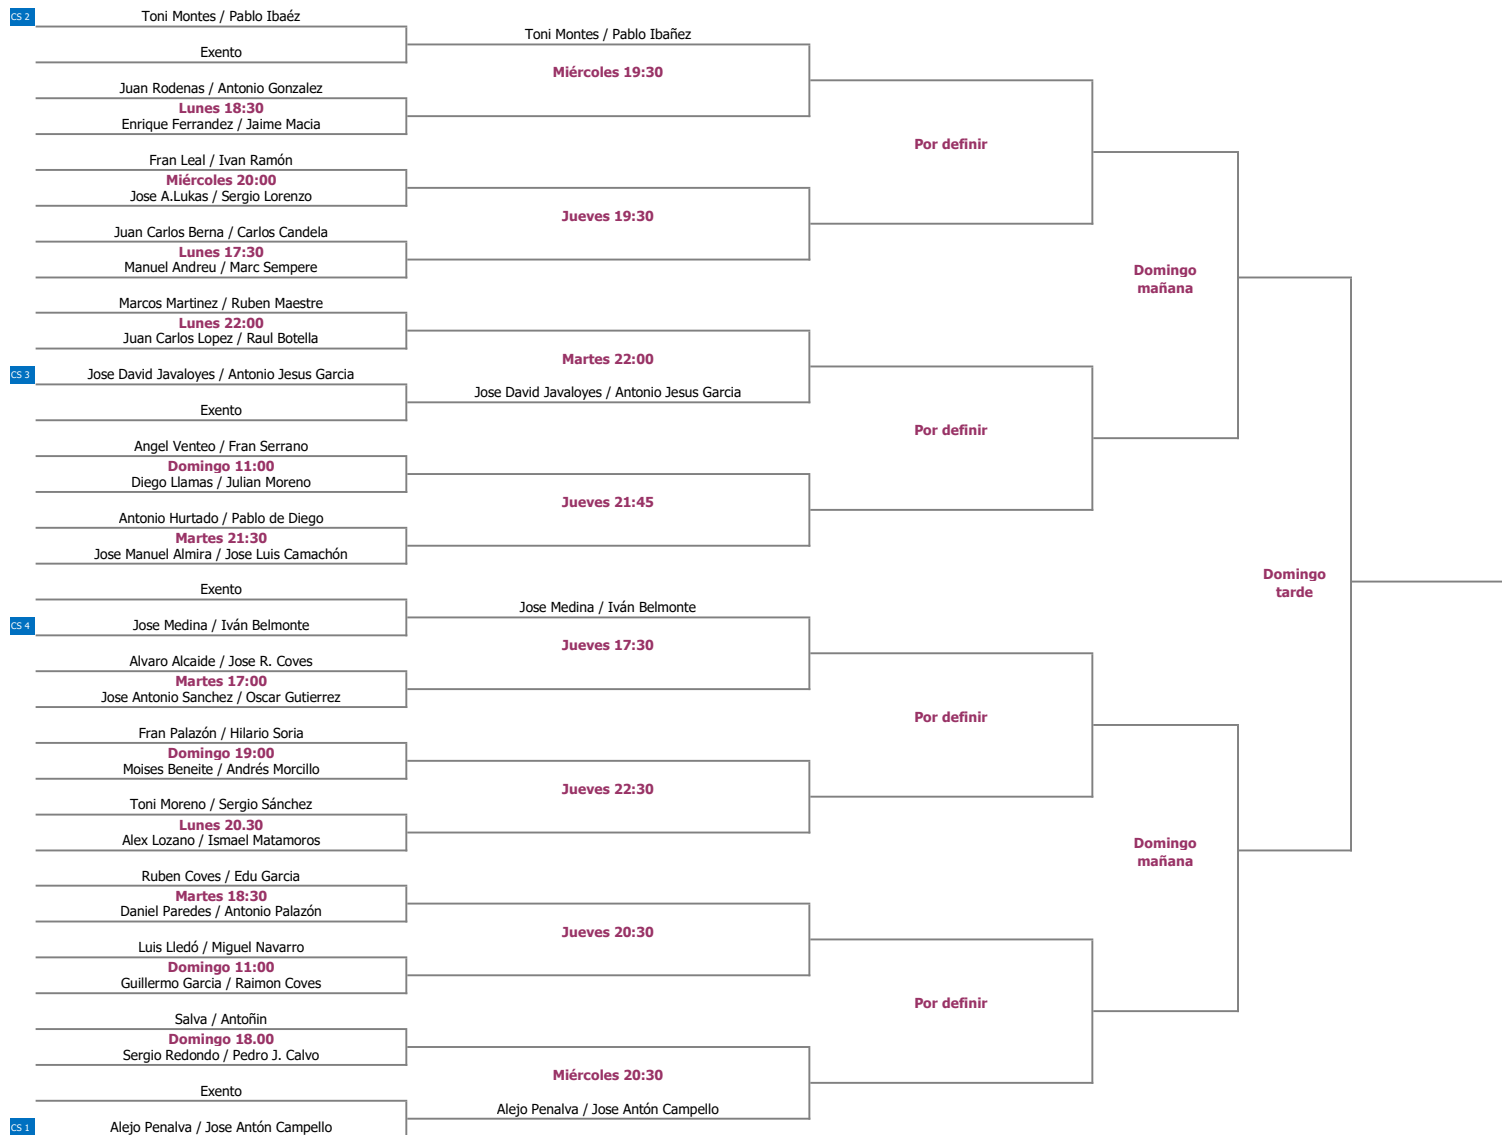 CS 2
Toni Montes / Pablo Ibaéz
Exento
Toni Montes / Pablo Ibañez
Miércoles 19:30
Juan Rodenas / Antonio Gonzalez
Lunes 18:30
Enrique Ferrandez / Jaime Macia
Por definir
Fran Leal / Ivan Ramón
Miércoles 20:00
Jose A.Lukas / Sergio Lorenzo
Jueves 19:30
Juan Carlos Berna / Carlos Candela
Lunes 17:30
Manuel Andreu / Marc Sempere
Domingo
mañana
Marcos Martinez / Ruben Maestre
Lunes 22:00
Juan Carlos Lopez / Raul Botella
Martes 22:00
CS 3
Jose David Javaloyes / Antonio Jesus Garcia
Jose David Javaloyes / Antonio Jesus Garcia
Exento
Por definir
Angel Venteo / Fran Serrano
Domingo 11:00
Diego Llamas / Julian Moreno
Jueves 21:45
Antonio Hurtado / Pablo de Diego
Martes 21:30
Jose Manuel Almira / Jose Luis Camachón
Domingo
tarde
Exento
Jose Medina / Iván Belmonte
CS 4
Jose Medina / Iván Belmonte
Jueves 17:30
Alvaro Alcaide / Jose R. Coves
Martes 17:00
Jose Antonio Sanchez / Oscar Gutierrez
Por definir
Fran Palazón / Hilario Soria
Domingo 19:00
Moises Beneite / Andrés Morcillo
Jueves 22:30
Toni Moreno / Sergio Sánchez
Lunes 20.30
Alex Lozano / Ismael Matamoros
Domingo
mañana
Ruben Coves / Edu Garcia
Martes 18:30
Daniel Paredes / Antonio Palazón
Jueves 20:30
Luis Lledó / Miguel Navarro
Domingo 11:00
Guillermo Garcia / Raimon Coves
Por definir
Salva / Antoñin
Domingo 18.00
Sergio Redondo / Pedro J. Calvo
Miércoles 20:30
Exento
Alejo Penalva / Jose Antón Campello
CS 1
Alejo Penalva / Jose Antón Campello